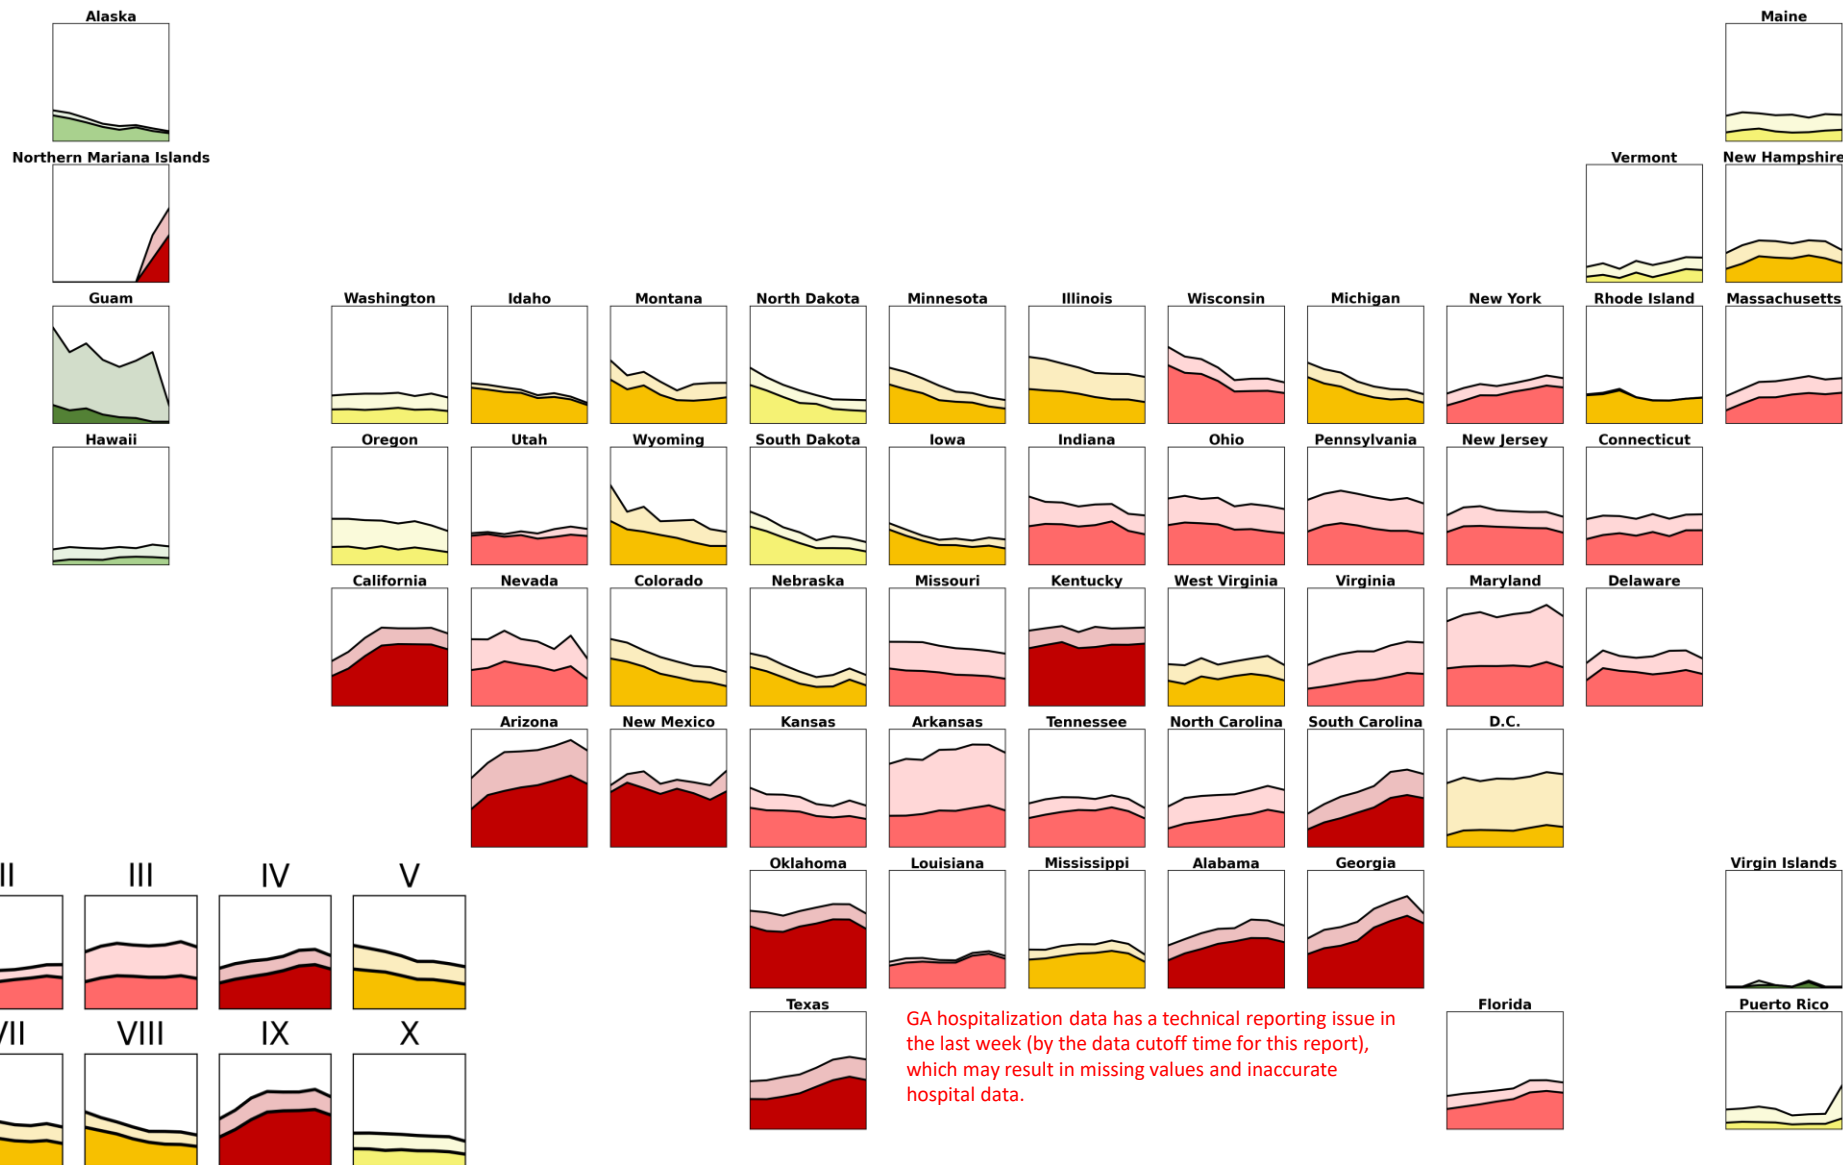 Alaska
Maine
Northern Mariana Islands
Vermont
New Hampshire
Guam
Washington
Idaho
Montana
North Dakota
Minnesota
Illinois
Wisconsin
Michigan
New York
Rhode Island
Massachusetts
Hawaii
Oregon
Utah
Wyoming
South Dakota
Iowa
Indiana
Ohio
Pennsylvania
New Jersey
Connecticut
California
Nevada
Colorado
Nebraska
Missouri
Kentucky
West Virginia
Virginia
Maryland
Delaware
Arizona
New Mexico
Kansas
Arkansas
Tennessee
North Carolina
South Carolina
D.C.
Oklahoma
Louisiana
Mississippi
Alabama
Georgia
Virgin Islands
III
IV
V
Texas
GA hospitalization data has a technical reporting issue in
the last week (by the data cutoff time for this report),
which may result in missing values and inaccurate
hospital data.
Florida
Puerto Rico
VIII
IX
X